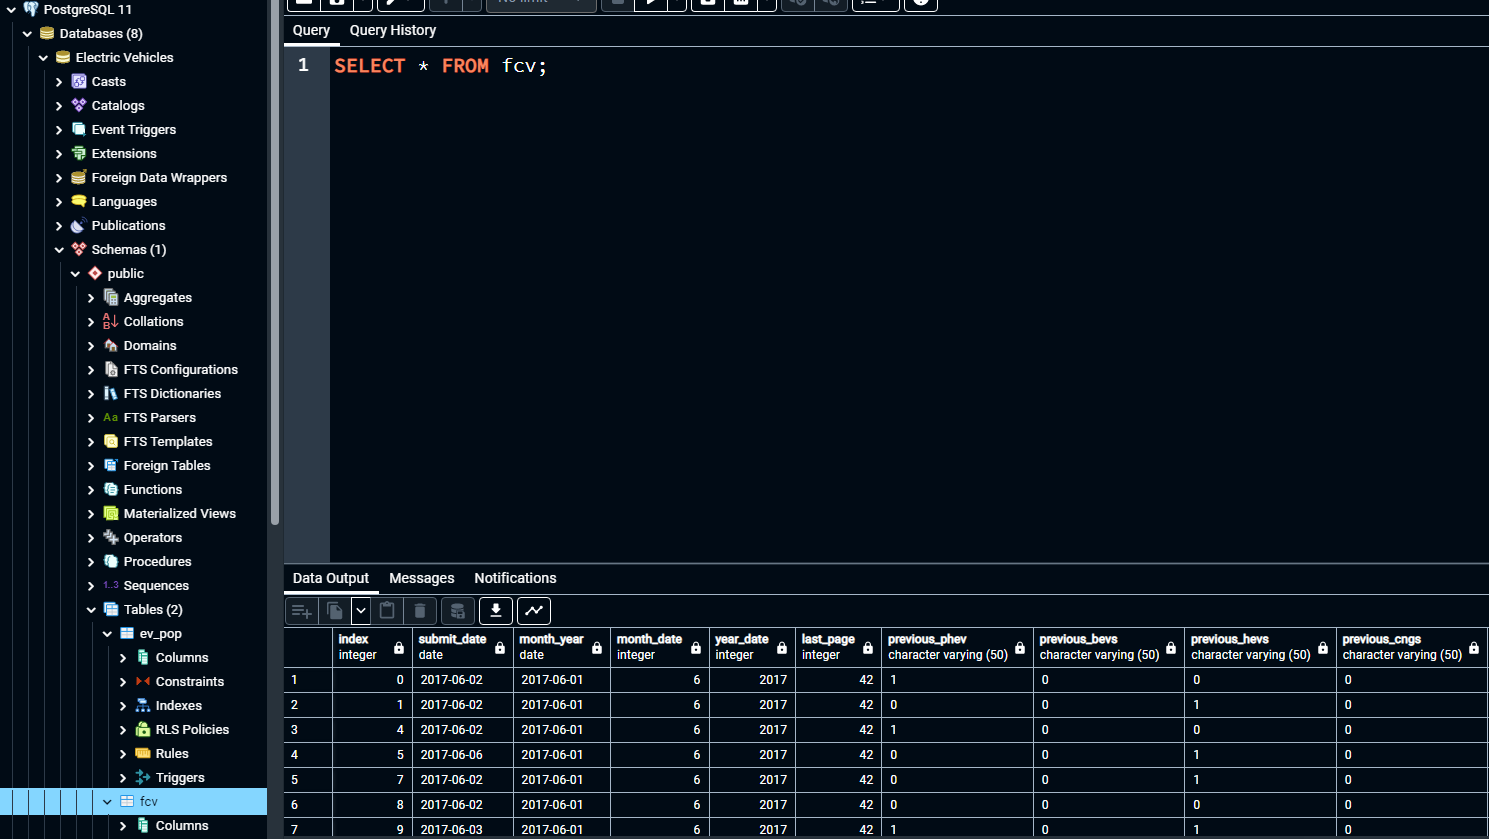 PostgreSQL 11
Databases (8)
Electric Vehicles
Casts
Catalogs
Event Triggers
Extensions
Foreign Data Wrappers
Languages
Publications
Schemas (1)
public
Aggregates
Collations
Domains
FTS Configurations
FTS Dictionaries
Aa FTS Parsers
FTS Templates
Foreign Tables
Functions
Materialized Views
Operators
Procedures
1..3 Sequences
Tables (2)
ev_pop
Columns
Constraints
Indexes
RLS Policies
Rules
Triggers
fcv
Columns
No limit
Query Query History
1 SELECT * FROM fcv;
Data Output Messages Notifications
index submit_date month_year month_date year_date last_page previous_phev previous_bevs previous_hevs previous_cngs
integer date date integer integer integer character varying (50) character varying (50) character varying (50) character varying (50)
1 0 2017-06-02 2017-06-01 6 2017 42 1 0 0 0
2 1 2017-06-02 2017-06-01 6 2017 42 0 0 1 0
3 4 2017-06-02 2017-06-01 6 2017 42 1 0 0 0
4 5 2017-06-06 2017-06-01 6 2017 42 0 0 1 0
5 7 2017-06-02 2017-06-01 6 2017 42 0 0 1 0
6 8 2017-06-02 2017-06-01 6 2017 42 0 0 0 0
7 9 2017-06-03 2017-06-01 6 2017 42 1 0 1 0